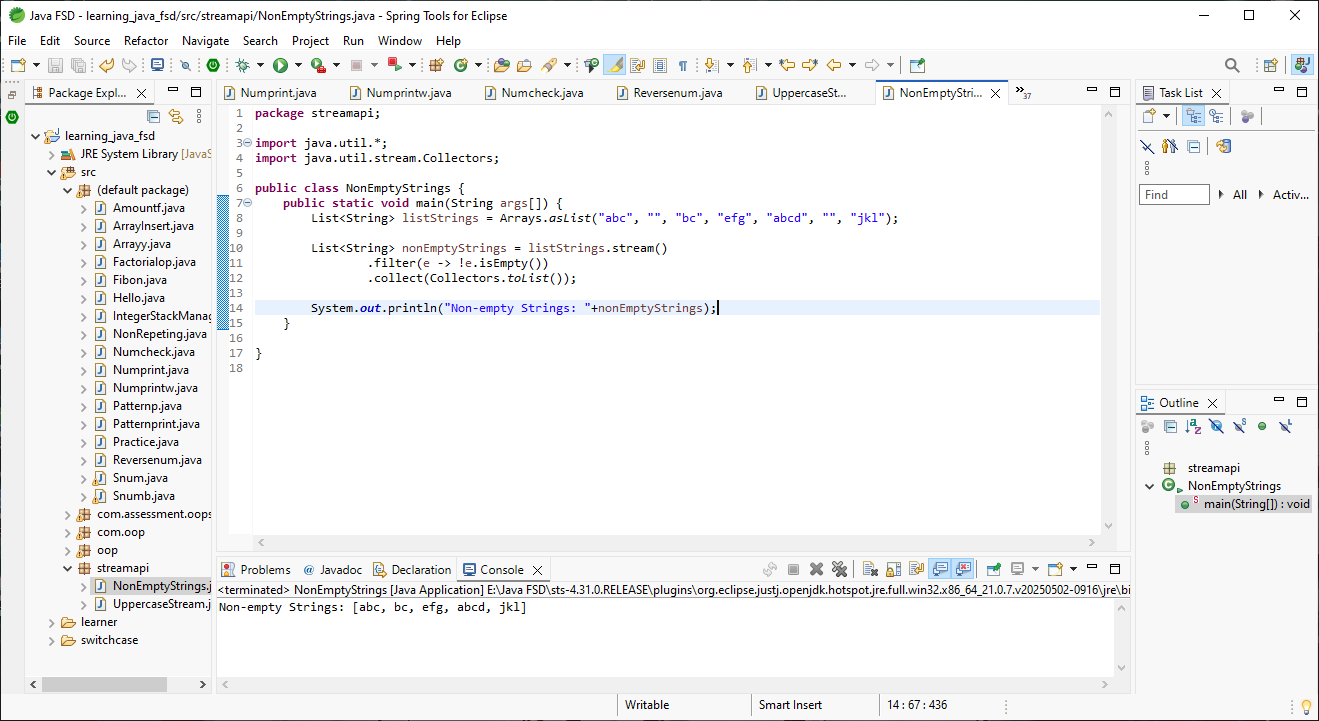 Java FSD - learning_java_fsd/src/streamapi/NonEmptyStrings.java - Spring Tools for Eclipse
File Edit Source Refactor Navigate Search Project Run Window Help
Package Expl...
Numprint.java Numprintw.java Numcheck.java Reversenum.java UppercaseSt... NonEmptyStri... »37
Task List
learning_java_fsd
JRE System Library [JavaS
src
(default package)
Amountf.java
ArrayInsert.java
Arrayy.java
Factorialop.java
Fibon.java
Hello.java
IntegerStackManag
NonRepeting.java
Numcheck.java
Numprint.java
Numprintw.java
Patternp.java
Patternprint.java
Practice.java
Reversenum.java
Snum.java
Snumb.java
com.assessment.oops
com.oop
oop
streamapi
NonEmptyStrings.j
UppercaseStream.j
learner
switchcase
1 package streamapi;
2
3 import java.util.*;
4 import java.util.stream.Collectors;
5
6 public class NonEmptyStrings {
7 public static void main(String args[]) {
8 List<String> listStrings = Arrays.asList("abc", "", "bc", "efg", "abcd", "", "jkl");
9
10 List<String> nonEmptyStrings = listStrings.stream()
11 .filter(e -> !e.isEmpty())
12 .collect(Collectors.toList());
13
14 System.out.println("Non-empty Strings: "+nonEmptyStrings);
15 }
16
17 }
18
Find All Activ...
Outline
streamapi
NonEmptyStrings
main(String[]) : void
Problems Javadoc Declaration Console
<terminated> NonEmptyStrings [Java Application] E:\Java FSD\sts-4.31.0.RELEASE\plugins\org.eclipse.justj.openjdk.hotspot.jre.full.win32.x86_64_21.0.7.v20250502-0916\jre\bi
Non-empty Strings: [abc, bc, efg, abcd, jkl]
Writable Smart Insert 14 : 67 : 436